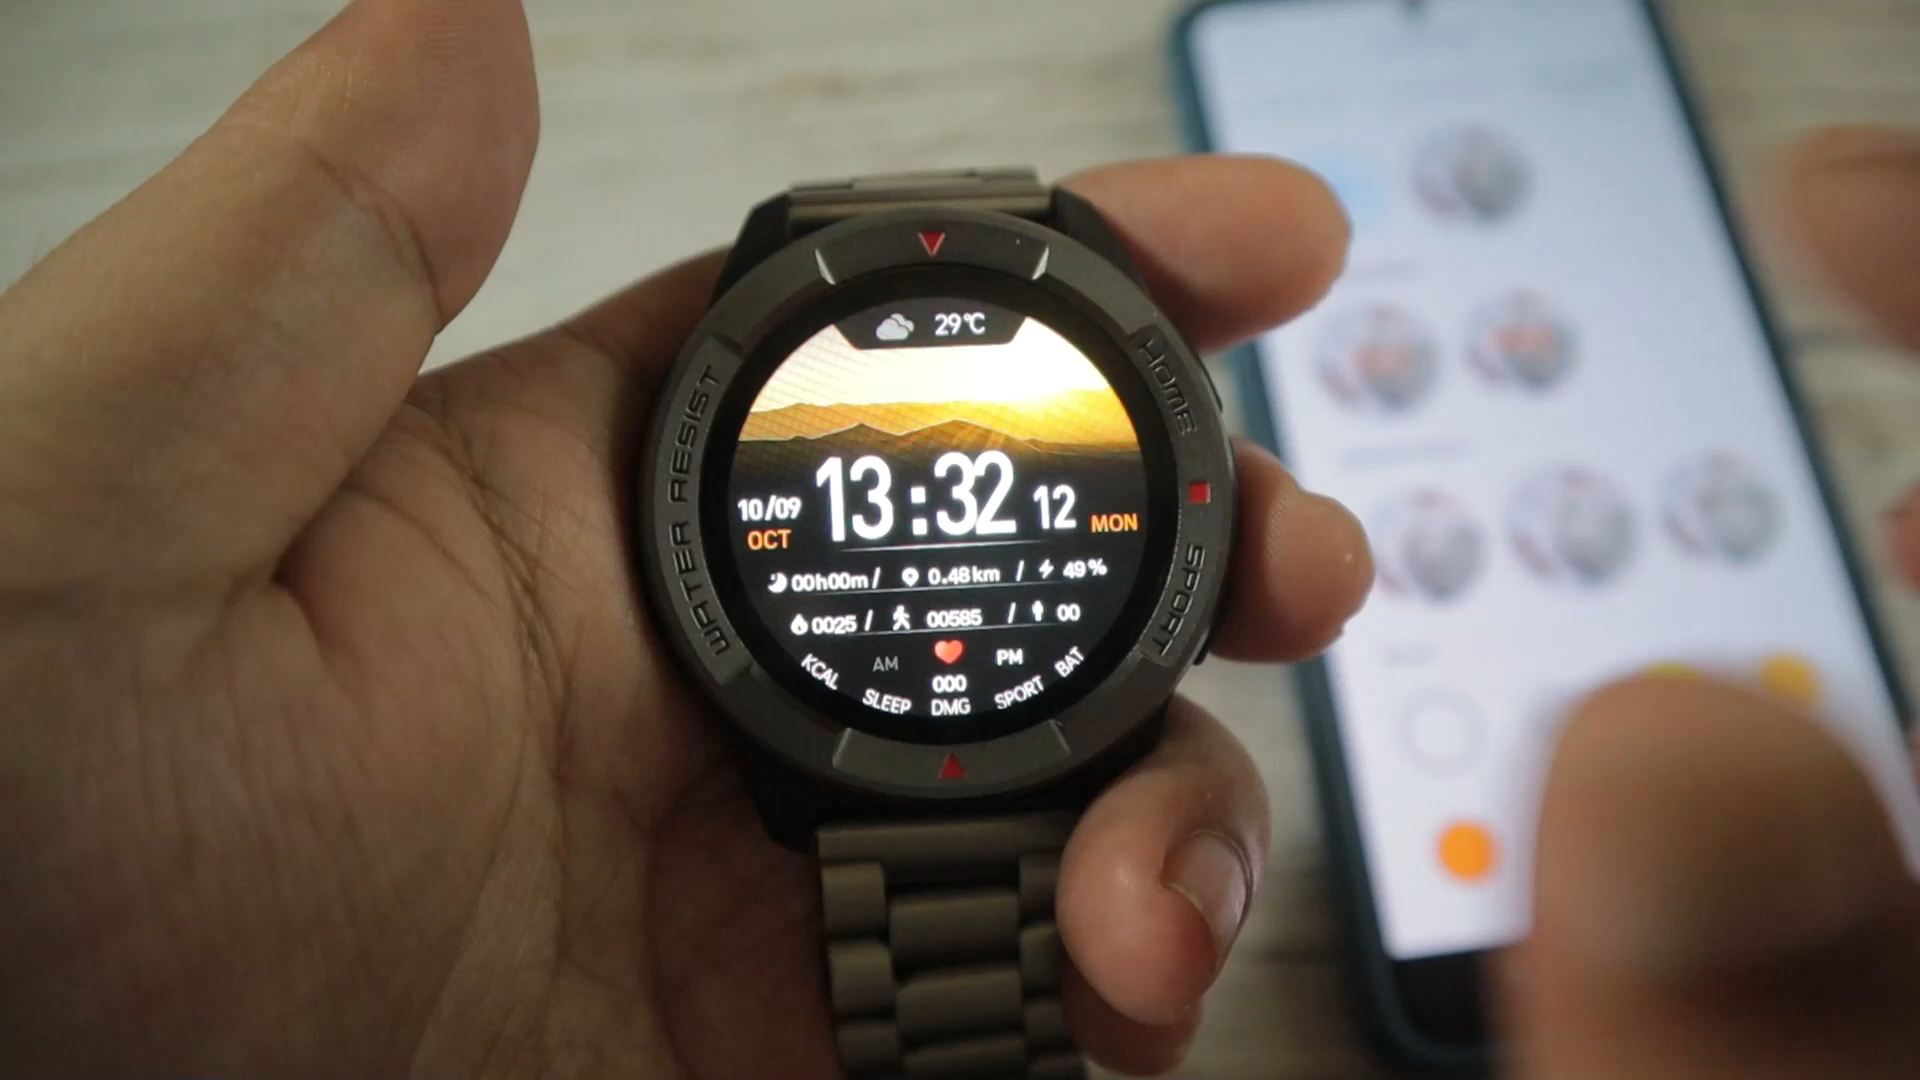 29℃
HOME
WATER RESIST
13:32 12
10/09
OCT
MON
SPORT
00h00m / 0.48km / 49%
0025 / 00585 / 00
AM PM
KCAL SLEEP 000 SPORT BAT
DMG